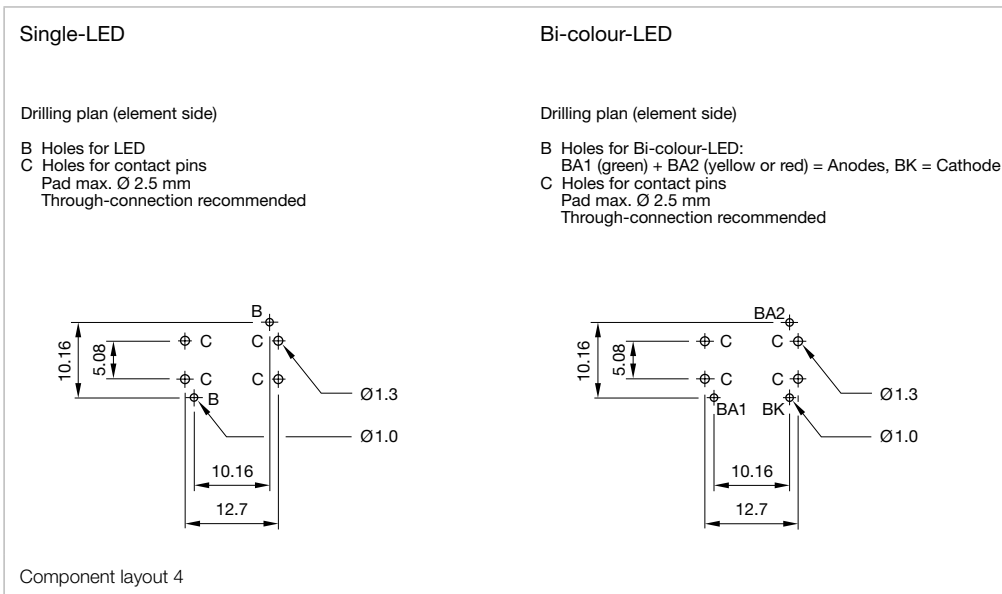 Single-LED
Drilling plan (element side)
B Holes for LED
C Holes for contact pins
Pad max. Ø 2.5 mm
Through-connection recommended
B
C C
C C
B
10.16
5.08
Ø1.3
Ø1.0
10.16
12.7
Bi-colour-LED
Drilling plan (element side)
B Holes for Bi-colour-LED:
BA1 (green) + BA2 (yellow or red) = Anodes, BK = Cathode
C Holes for contact pins
Pad max. Ø 2.5 mm
Through-connection recommended
BA2
C C
C C
BA1 BK
10.16
5.08
Ø1.3
Ø1.0
10.16
12.7
Component layout 4